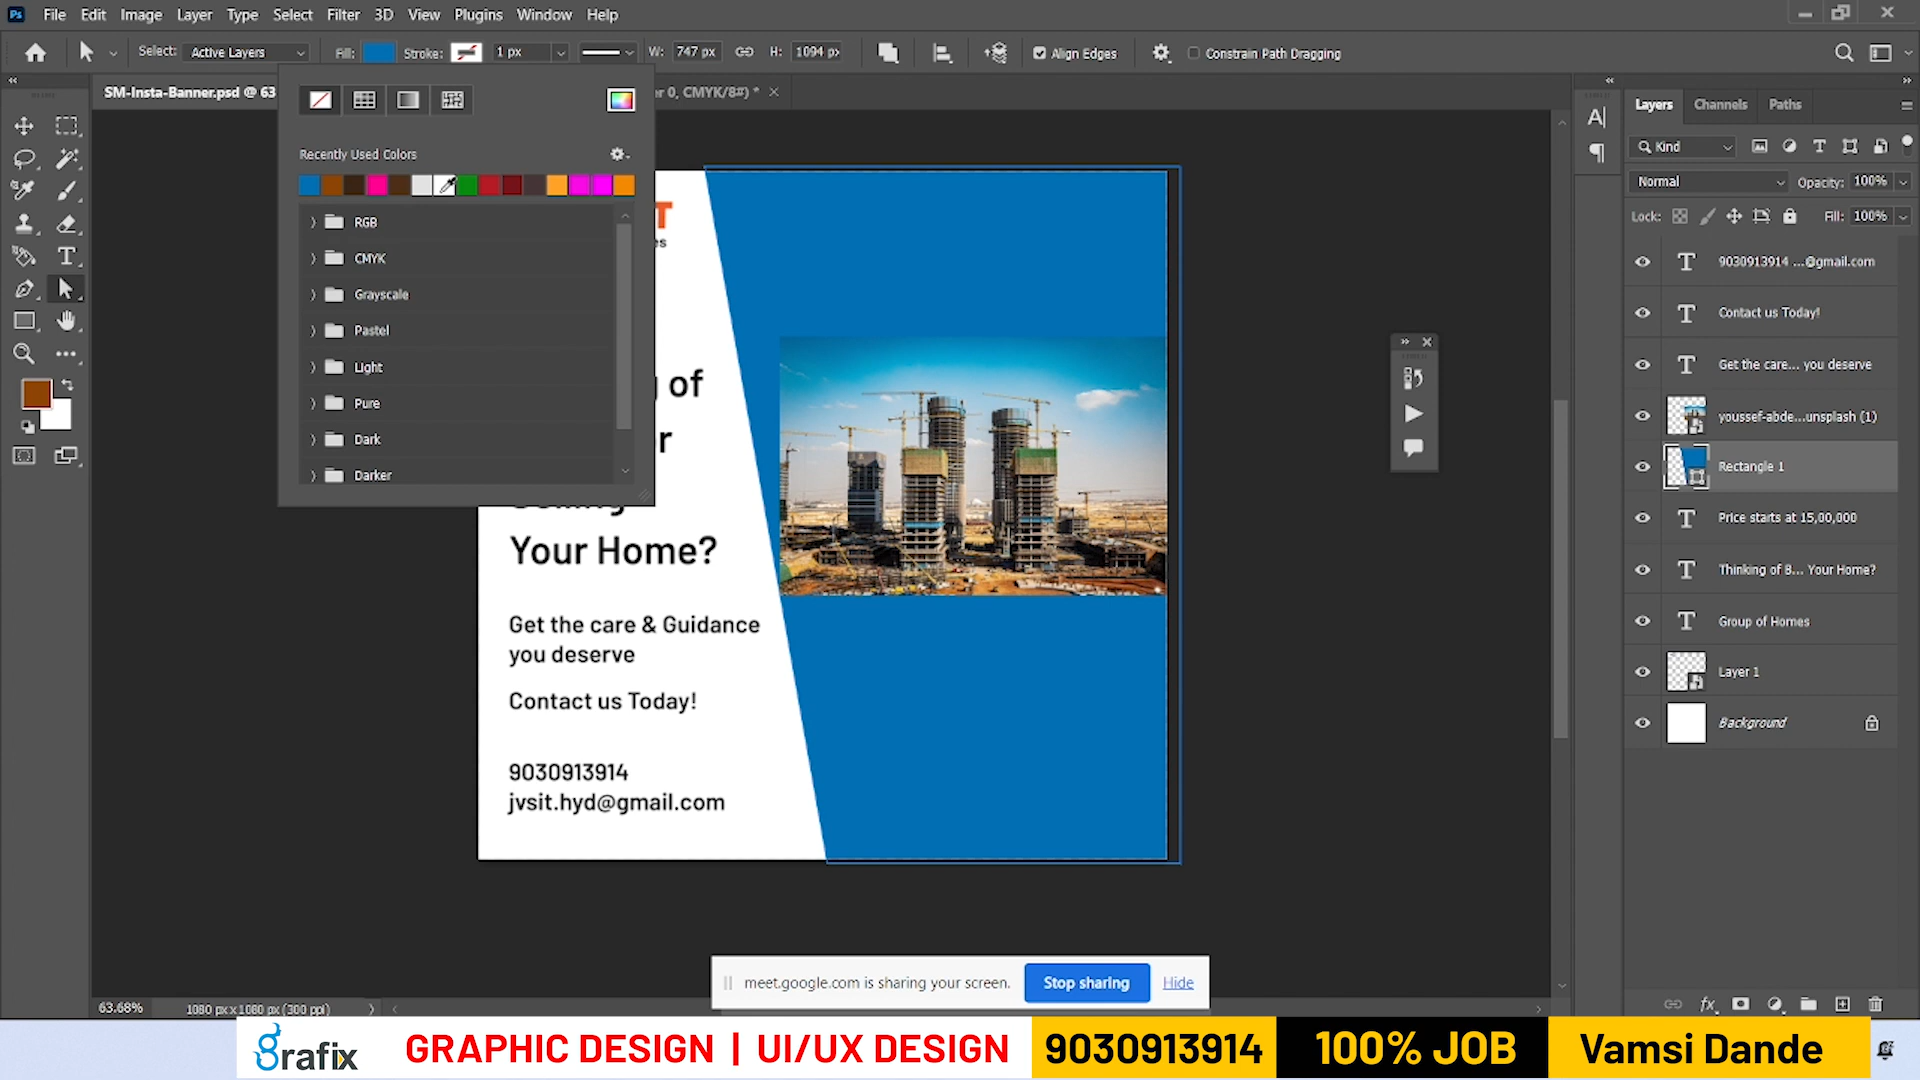 Ps File Edit Image Layer Type Select Filter 3D View Plugins Window Help
Select: Active Layers Fill: Stroke: 1 px W: 747 px H: 1094 px Align Edges Constrain Path Dragging
SM-Insta-Banner.psd @ 63
er 0, CMYK/8#) *
Recently Used Colors
RGB
CMYK
Grayscale
Pastel
Light
Pure
Dark
Darker
T
es
g of
r
Selling
Your Home?
Get the care & Guidance
you deserve
Contact us Today!
9030913914
jvsit.hyd@gmail.com
Layers Channels Paths
Kind
Normal Opacity: 100%
Lock: Fill: 100%
9030913914 ...@gmail.com
Contact us Today!
Get the care... you deserve
youssef-abde...unsplash (1)
Rectangle 1
Price starts at 15,00,000
Thinking of B... Your Home?
Group of Homes
Layer 1
Background
meet.google.com is sharing your screen. Stop sharing Hide
63.68% 1080 px x 1080 px (300 ppi)
grafix GRAPHIC DESIGN | UI/UX DESIGN 9030913914 100% JOB Vamsi Dande